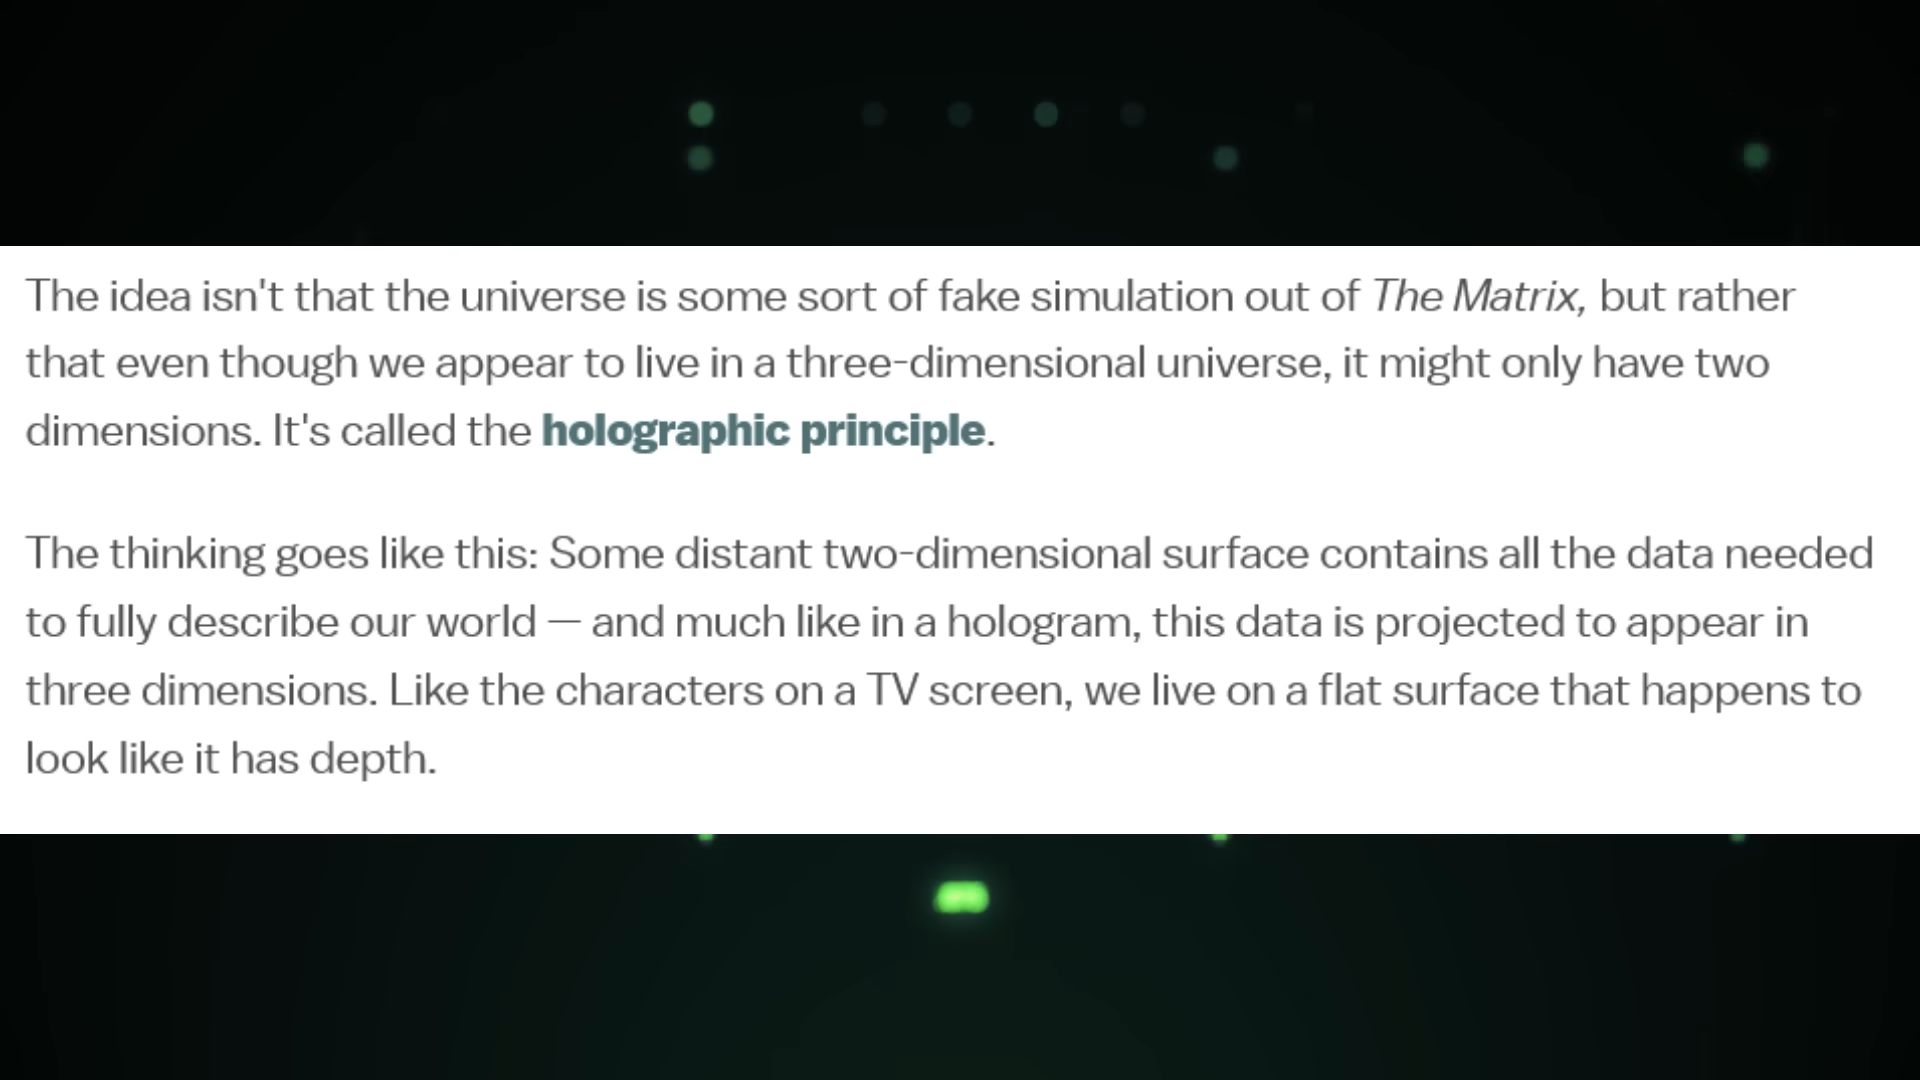 The idea isn't that the universe is some sort of fake simulation out of The Matrix, but rather
that even though we appear to live in a three-dimensional universe, it might only have two
dimensions. It's called the holographic principle.
The thinking goes like this: Some distant two-dimensional surface contains all the data needed
to fully describe our world — and much like in a hologram, this data is projected to appear in
three dimensions. Like the characters on a TV screen, we live on a flat surface that happens to
look like it has depth.